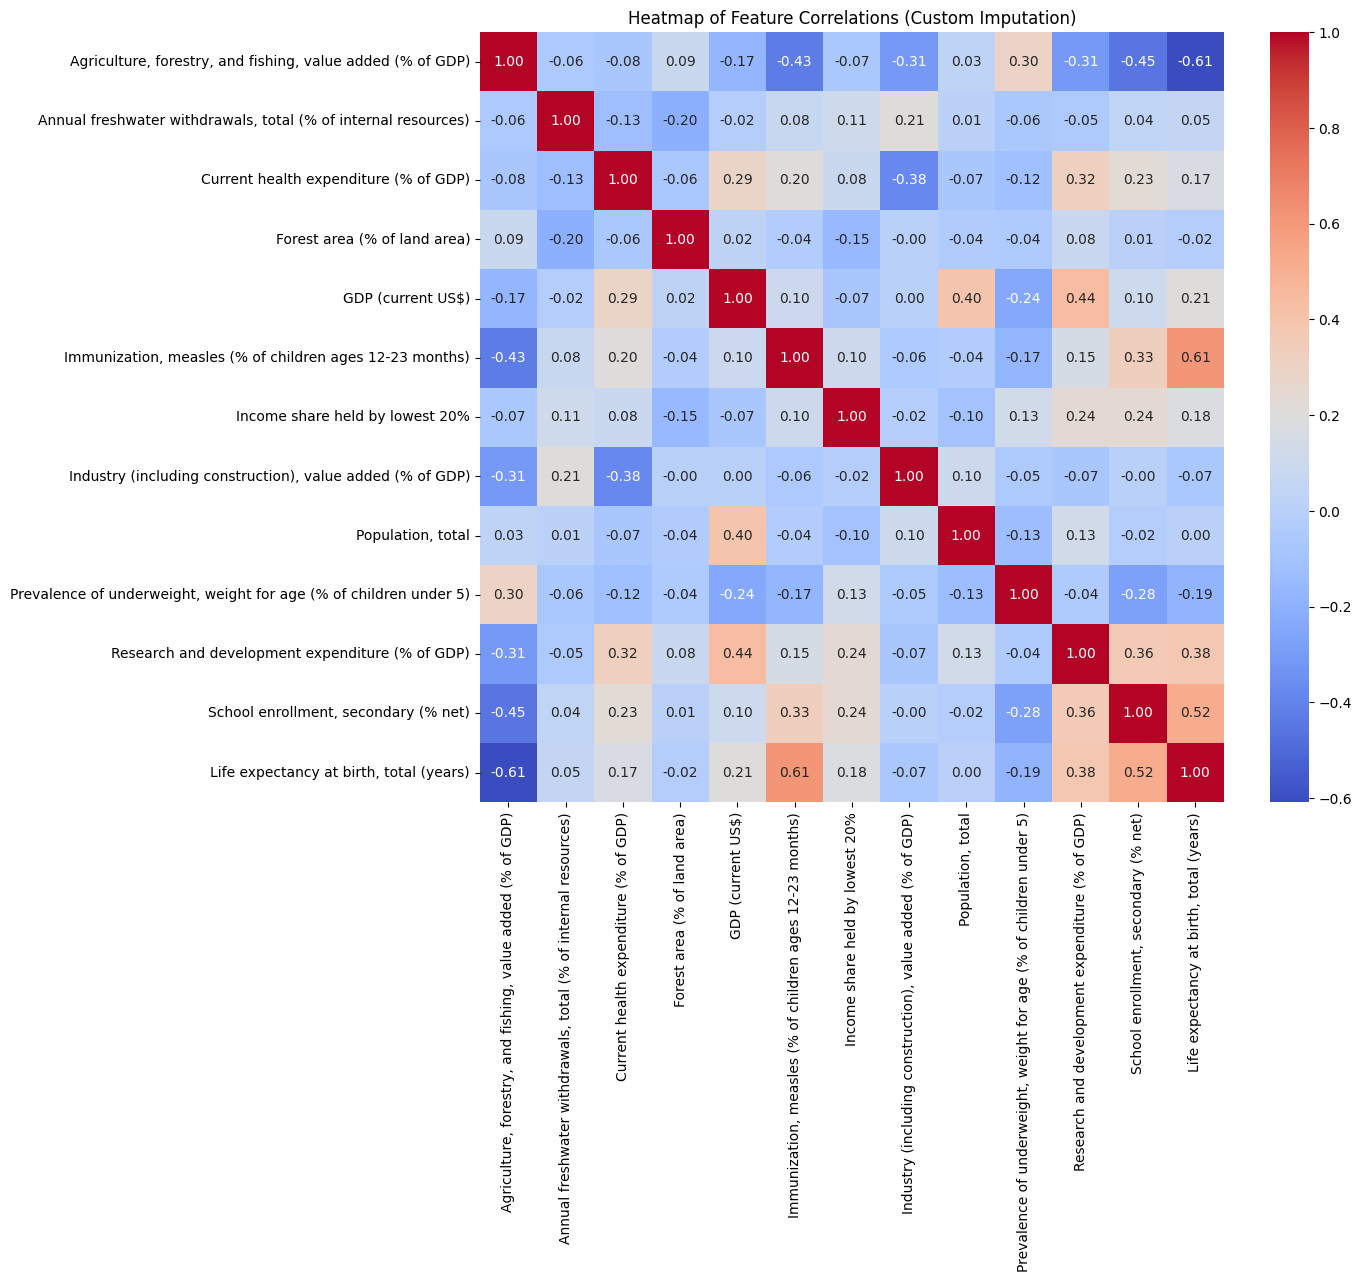 Heatmap of Feature Correlations (Custom Imputation)
Agriculture, forestry, and fishing, value added (% of GDP) 1.00 -0.06 -0.08 0.09 -0.17 -0.43 -0.07 -0.31 0.03 0.30 -0.31 -0.45 -0.61
Annual freshwater withdrawals, total (% of internal resources) -0.06 1.00 -0.13 -0.20 -0.02 0.08 0.11 0.21 0.01 -0.06 -0.05 0.04 0.05
Current health expenditure (% of GDP) -0.08 -0.13 1.00 -0.06 0.29 0.20 0.08 -0.38 -0.07 -0.12 0.32 0.23 0.17
Forest area (% of land area) 0.09 -0.20 -0.06 1.00 0.02 -0.04 -0.15 -0.00 -0.04 -0.04 0.08 0.01 -0.02
GDP (current US$) -0.17 -0.02 0.29 0.02 1.00 0.10 -0.07 0.00 0.40 -0.24 0.44 0.10 0.21
Immunization, measles (% of children ages 12-23 months) -0.43 0.08 0.20 -0.04 0.10 1.00 0.10 -0.06 -0.04 -0.17 0.15 0.33 0.61
Income share held by lowest 20% -0.07 0.11 0.08 -0.15 -0.07 0.10 1.00 -0.02 -0.10 0.13 0.24 0.24 0.18
Industry (including construction), value added (% of GDP) -0.31 0.21 -0.38 -0.00 0.00 -0.06 -0.02 1.00 0.10 -0.05 -0.07 -0.00 -0.07
Population, total 0.03 0.01 -0.07 -0.04 0.40 -0.04 -0.10 0.10 1.00 -0.13 0.13 -0.02 0.00
Prevalence of underweight, weight for age (% of children under 5) 0.30 -0.06 -0.12 -0.04 -0.24 -0.17 0.13 -0.05 -0.13 1.00 -0.04 -0.28 -0.19
Research and development expenditure (% of GDP) -0.31 -0.05 0.32 0.08 0.44 0.15 0.24 -0.07 0.13 -0.04 1.00 0.36 0.38
School enrollment, secondary (% net) -0.45 0.04 0.23 0.01 0.10 0.33 0.24 -0.00 -0.02 -0.28 0.36 1.00 0.52
Life expectancy at birth, total (years) -0.61 0.05 0.17 -0.02 0.21 0.61 0.18 -0.07 0.00 -0.19 0.38 0.52 1.00
Agriculture, forestry, and fishing, value added (% of GDP)
Annual freshwater withdrawals, total (% of internal resources)
Current health expenditure (% of GDP)
Forest area (% of land area)
GDP (current US$)
Immunization, measles (% of children ages 12-23 months)
Income share held by lowest 20%
Industry (including construction), value added (% of GDP)
Population, total
Prevalence of underweight, weight for age (% of children under 5)
Research and development expenditure (% of GDP)
School enrollment, secondary (% net)
Life expectancy at birth, total (years)
1.0
0.8
0.6
0.4
0.2
0.0
−0.2
−0.4
−0.6